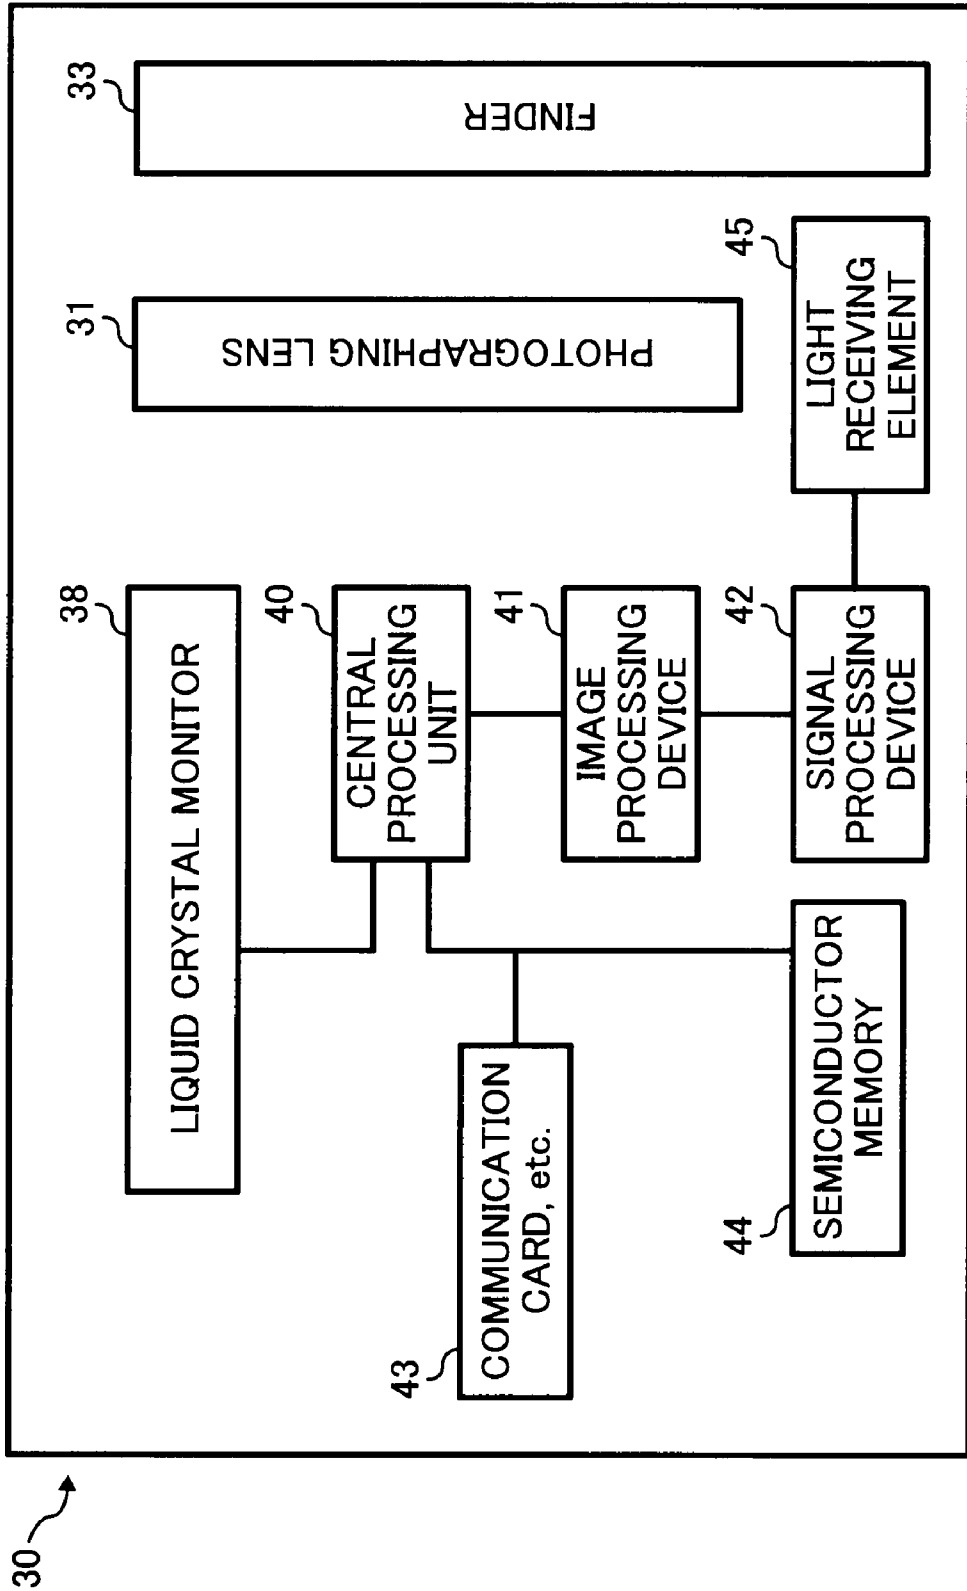 30
LIQUID CRYSTAL MONITOR
38
31
PHOTOGRAPHING LENS
33
FINDER
CENTRAL
PROCESSING
UNIT
40
COMMUNICATION
CARD, etc.
43
IMAGE
PROCESSING
DEVICE
41
SEMICONDUCTOR
MEMORY
44
SIGNAL
PROCESSING
DEVICE
42
LIGHT
RECEIVING
ELEMENT
45